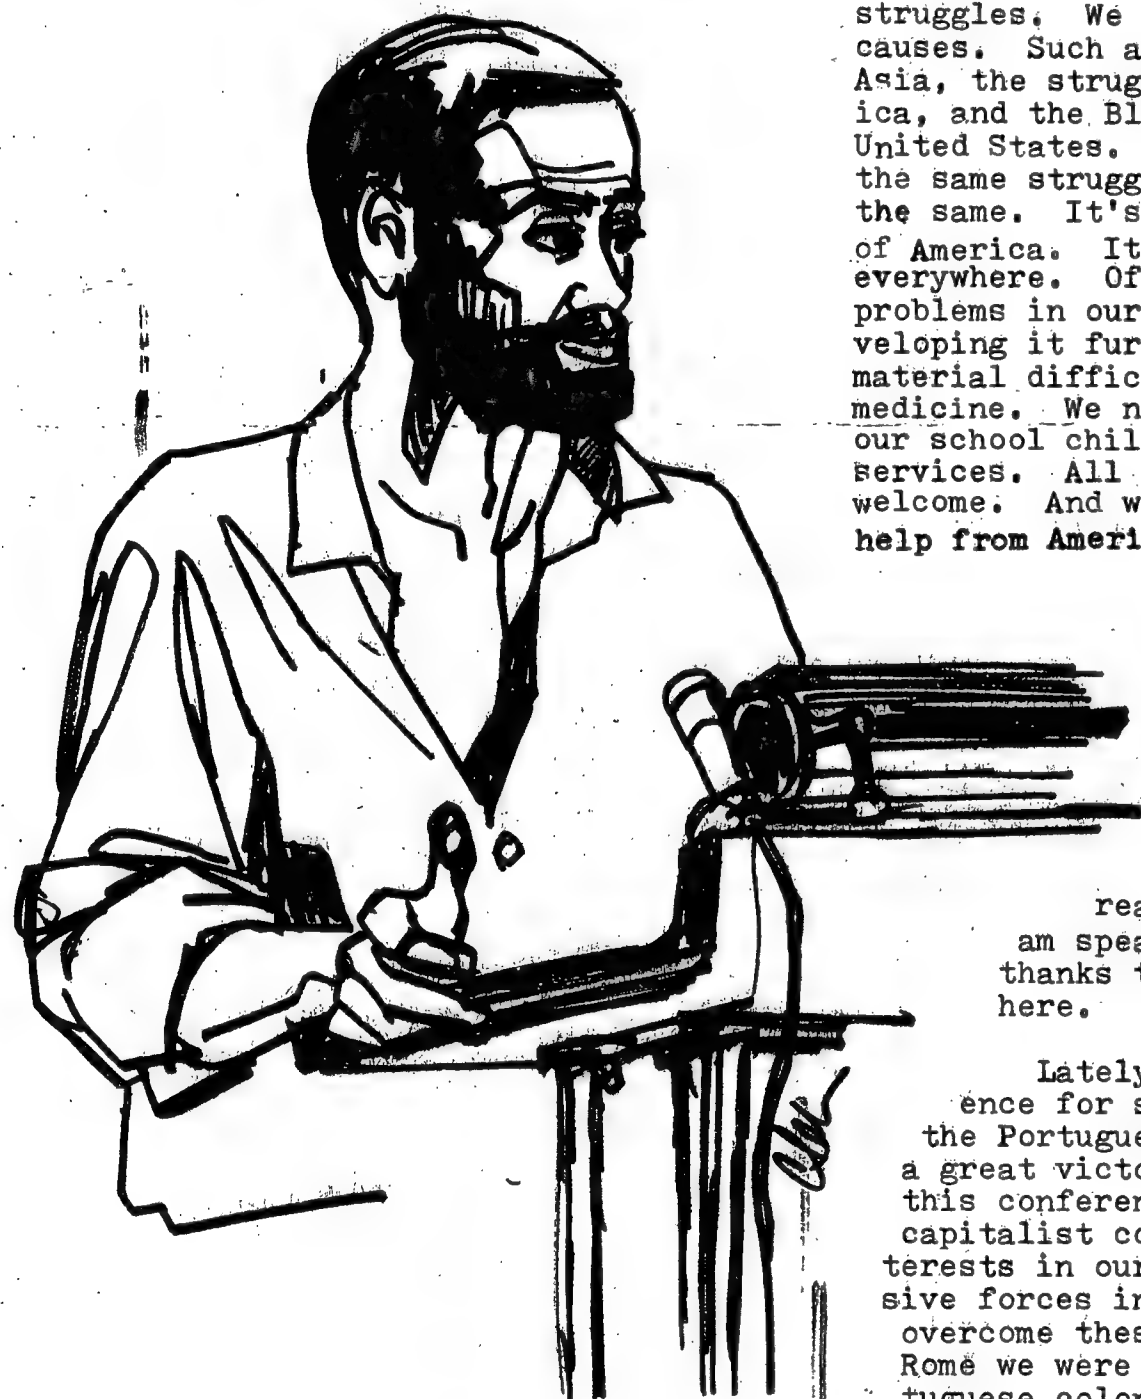 struggles. We
causes. Such a
Asia, the strug
ica, and the Bl
United States.
the same strugg
the same. It's
of America. It
everywhere. Of
problems in our
veloping it fur
material diffic
medicine. We n
our school chil
services. All
welcome. And w
help from Ameri
rea
am spea
thanks t
here.
Lately
ence for s
the Portugue
a great victo
this conferen
capitalist co
terests in our
sive forces in
overcome thes
Rome we were
tuguese colon